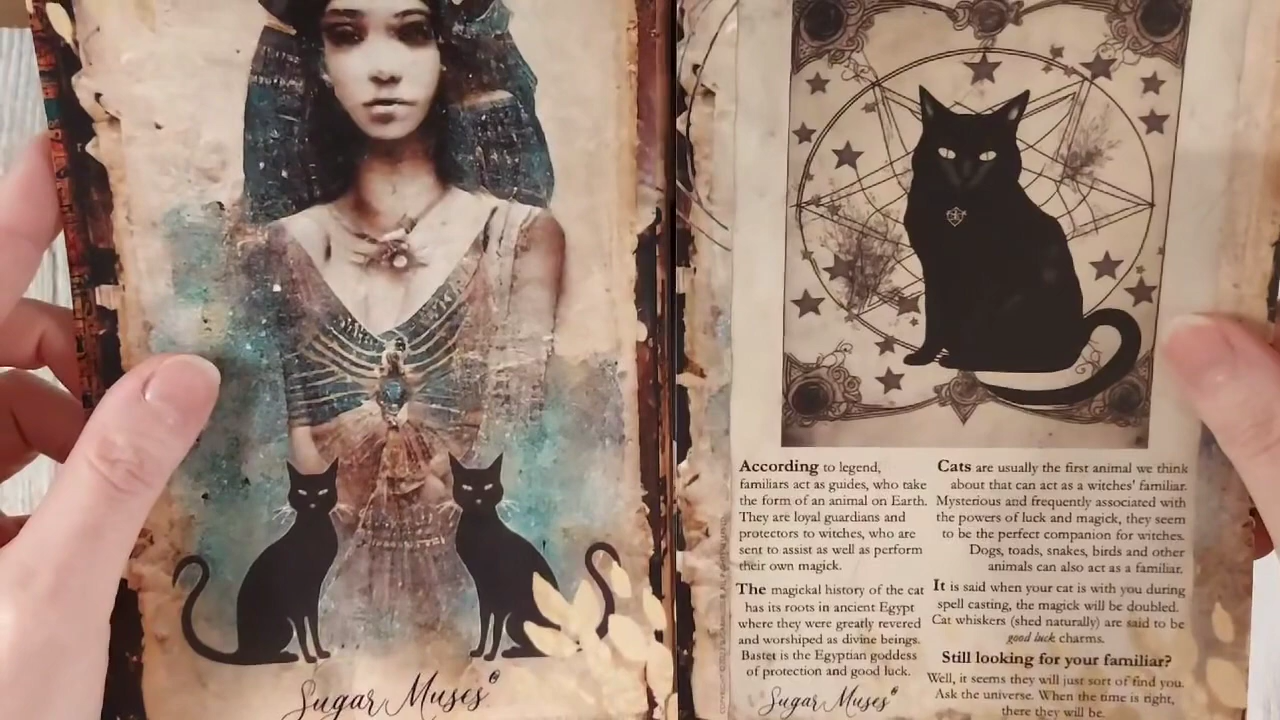 Sugar Muses®
According to legend,
familiars act as guides, who take
the form of an animal on Earth.
They are loyal guardians and
protectors to witches, who are
sent to assist as well as perform
their own magick.
The magickal history of the cat
has its roots in ancient Egypt
where they were greatly revered
and worshiped as divine beings.
Bastet is the Egyptian goddess
of protection and good luck.
Sugar Muses®
Cats are usually the first animal we think
about that can act as a witches' familiar.
Mysterious and frequently associated with
the powers of luck and magick, they seem
to be the perfect companion for witches.
Dogs, toads, snakes, birds and other
animals can also act as a familiar.
It is said when your cat is with you during
spell casting, the magick will be doubled.
Cat whiskers (shed naturally) are said to be
good luck charms.
Still looking for your familiar?
Well, it seems they will just sort of find you.
Ask the universe. When the time is right,
there they will be